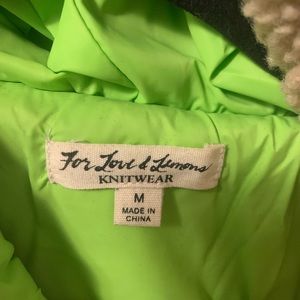 For Love & Lemons
KNITWEAR
M
MADE IN
CHINA